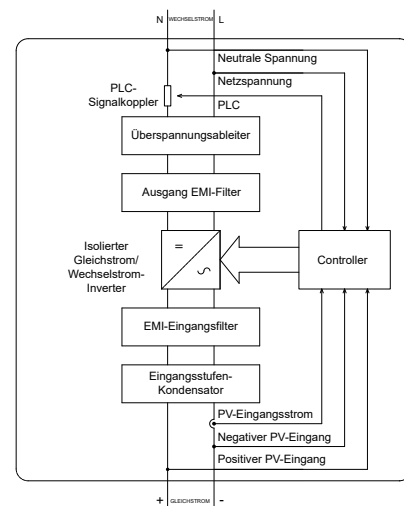 N WECHSELSTROM L
Neutrale Spannung
Netzspannung
PLC-
Signalkoppler
PLC
Überspannungsableiter
Ausgang EMI-Filter
Isolierter
Gleichstrom/
Wechselstrom-
Inverter
=
Controller
EMI-Eingangsfilter
Eingangsstufen-
Kondensator
PV-Eingangsstrom
Negativer PV-Eingang
Positiver PV-Eingang
+ GLEICHSTROM -